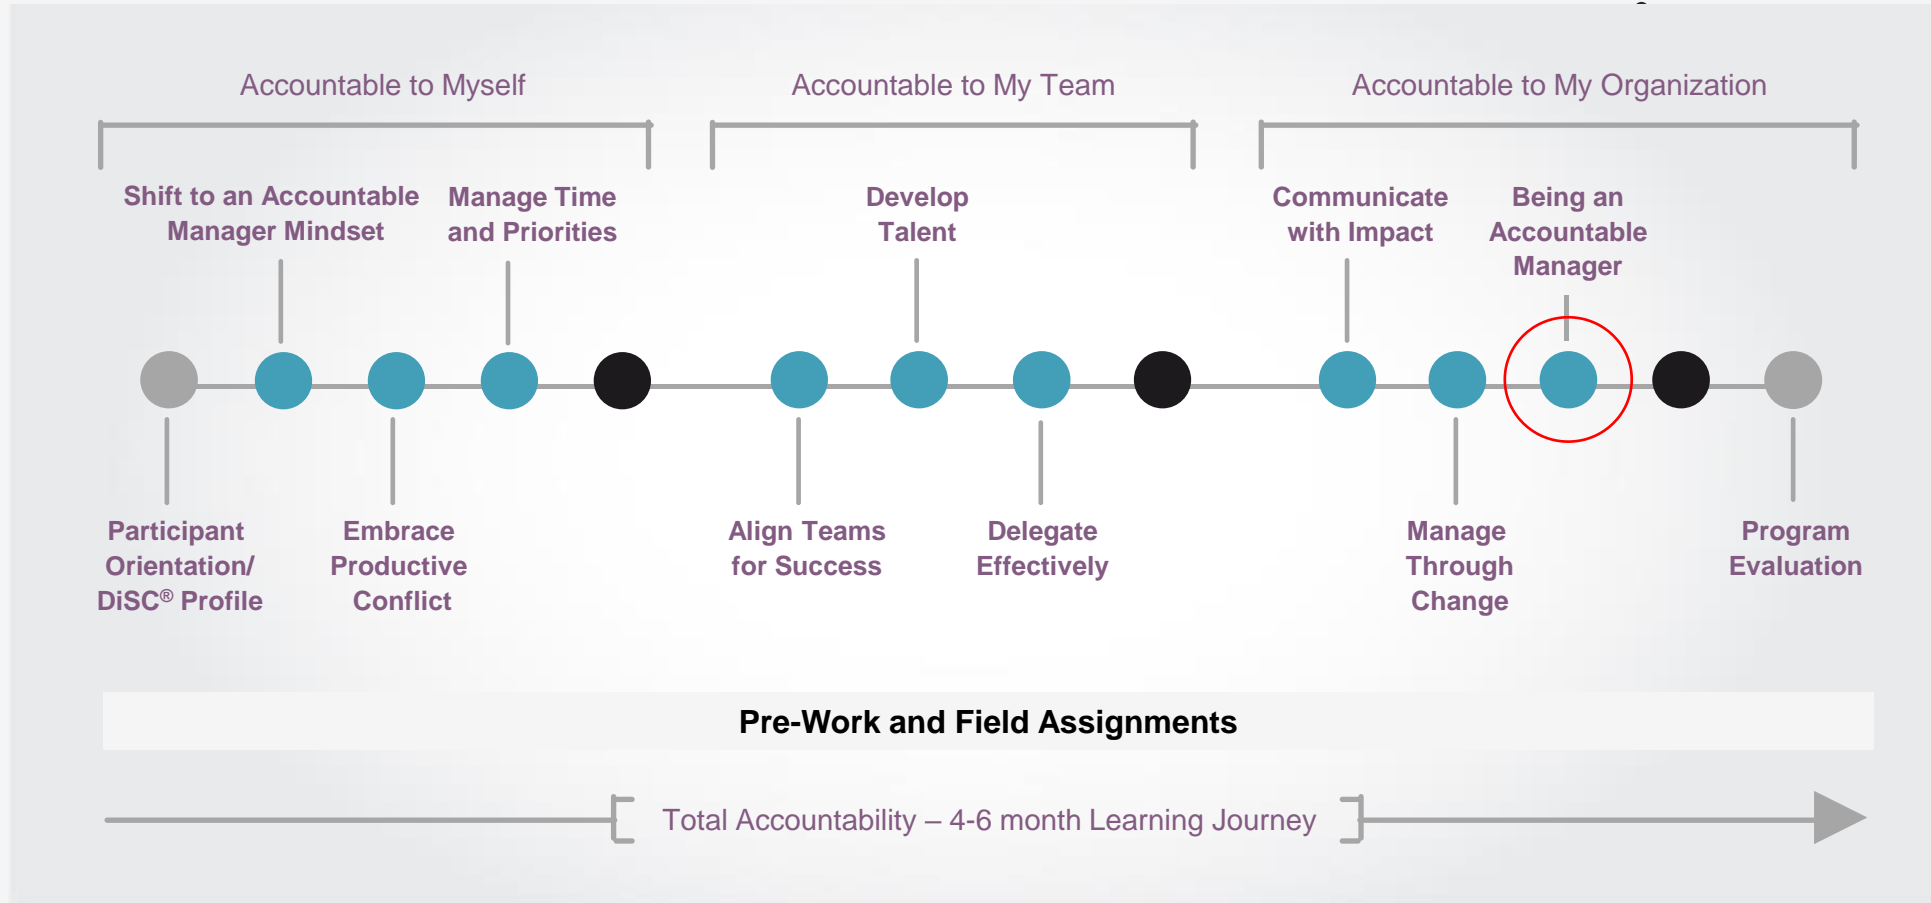 Accountable to Myself
Accountable to My Team
Accountable to My Organization
Shift to an Accountable
Manager Mindset
Manage Time
and Priorities
Develop
Talent
Communicate
with Impact
Being an
Accountable
Manager
Participant
Orientation/
DiSC® Profile
Embrace
Productive
Conflict
Align Teams
for Success
Delegate
Effectively
Manage
Through
Change
Program
Evaluation
Pre-Work and Field Assignments
Total Accountability – 4-6 month Learning Journey